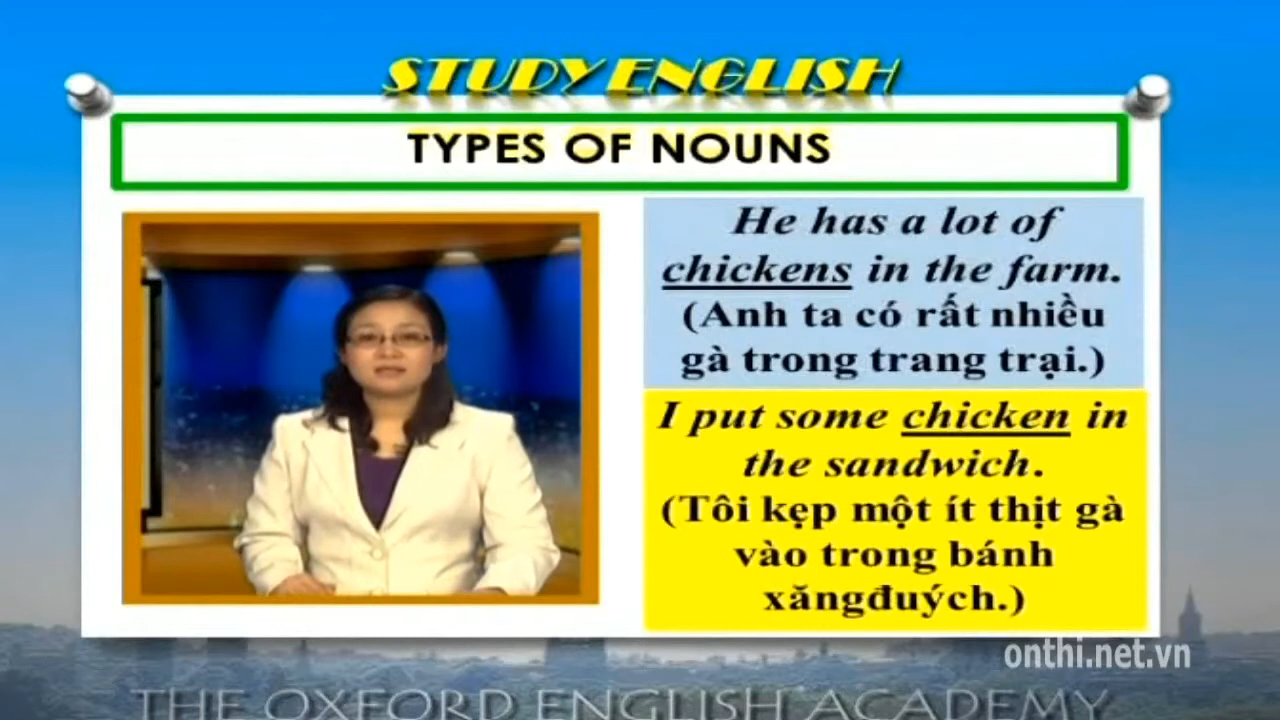 STUDY ENGLISH
TYPES OF NOUNS
He has a lot of
chickens in the farm.
(Anh ta có rất nhiều
gà trong trang trại.)
I put some chicken in
the sandwich.
(Tôi kẹp một ít thịt gà
vào trong bánh
xăngđuých.)
onthi.net.vn
THE OXFORD ENGLISH ACADEMY